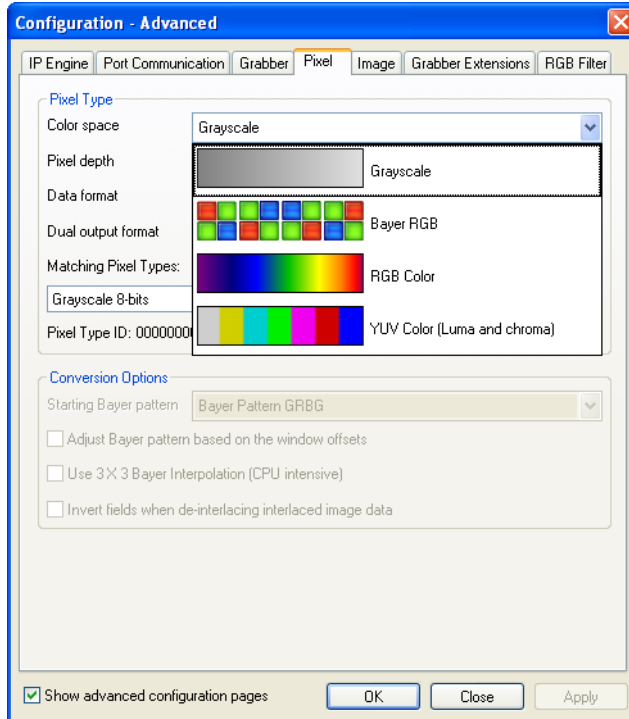 Configuration - Advanced
IP Engine Port Communication Grabber Pixel Image Grabber Extensions RGB Filter
Pixel Type
Color space Grayscale
Grayscale
Pixel depth
Data format
Bayer RGB
Dual output format
Matching Pixel Types:
RGB Color
Grayscale 8-bits
YUV Color (Luma and chroma)
Pixel Type ID: 0000000
Conversion Options
Starting Bayer pattern Bayer Pattern GRBG
Adjust Bayer pattern based on the window offsets
Use 3 X 3 Bayer Interpolation (CPU intensive)
Invert fields when de-interlacing interlaced image data
Show advanced configuration pages OK Close Apply